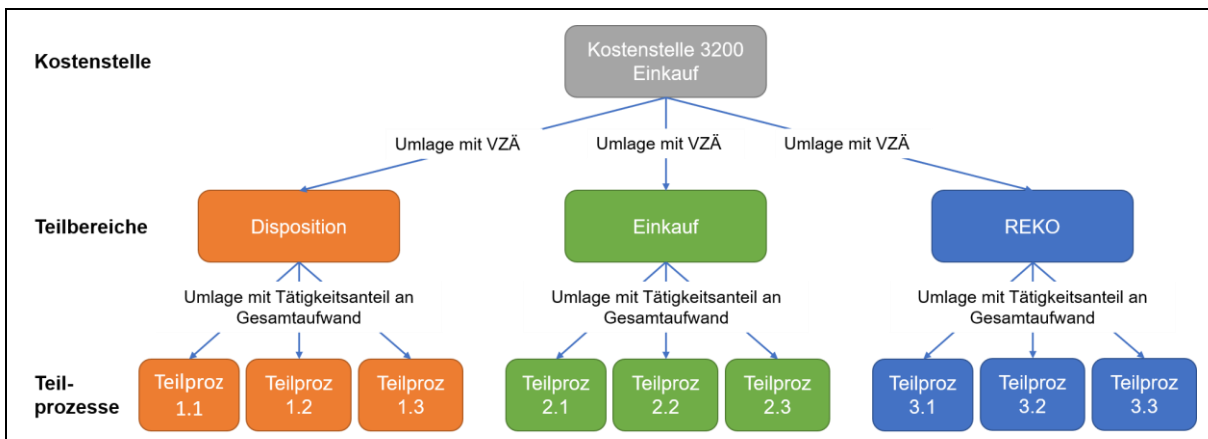 Kostenstelle
Kostenstelle 3200
Einkauf
Umlage mit VZÄ
Umlage mit VZÄ
Umlage mit VZÄ
Teilbereiche
Disposition
Einkauf
REKO
Umlage mit Tätigkeitsanteil an
Gesamtaufwand
Umlage mit Tätigkeitsanteil an
Gesamtaufwand
Umlage mit Tätigkeitsanteil an
Gesamtaufwand
Teil-
prozesse
Teilproz
1.1
Teilproz
1.2
Teilproz
1.3
Teilproz
2.1
Teilproz
2.2
Teilproz
2.3
Teilproz
3.1
Teilproz
3.2
Teilproz
3.3